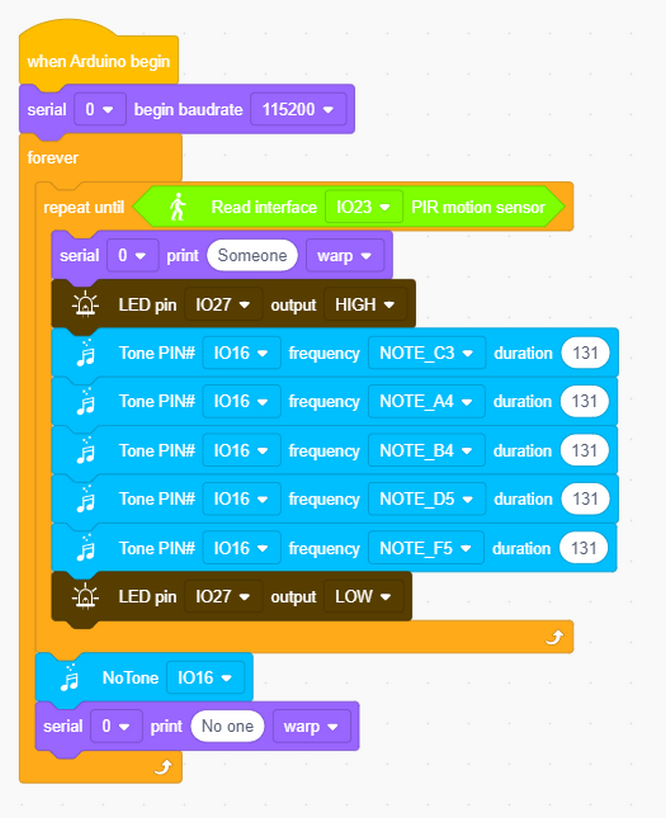 when Arduino begin
serial 0 begin baudrate 115200
forever
repeat until Read interface IO23 PIR motion sensor
serial 0 print Someone warp
LED pin IO27 output HIGH
Tone PIN# IO16 frequency NOTE_C3 duration 131
Tone PIN# IO16 frequency NOTE_A4 duration 131
Tone PIN# IO16 frequency NOTE_B4 duration 131
Tone PIN# IO16 frequency NOTE_D5 duration 131
Tone PIN# IO16 frequency NOTE_F5 duration 131
LED pin IO27 output LOW
NoTone IO16
serial 0 print No one warp